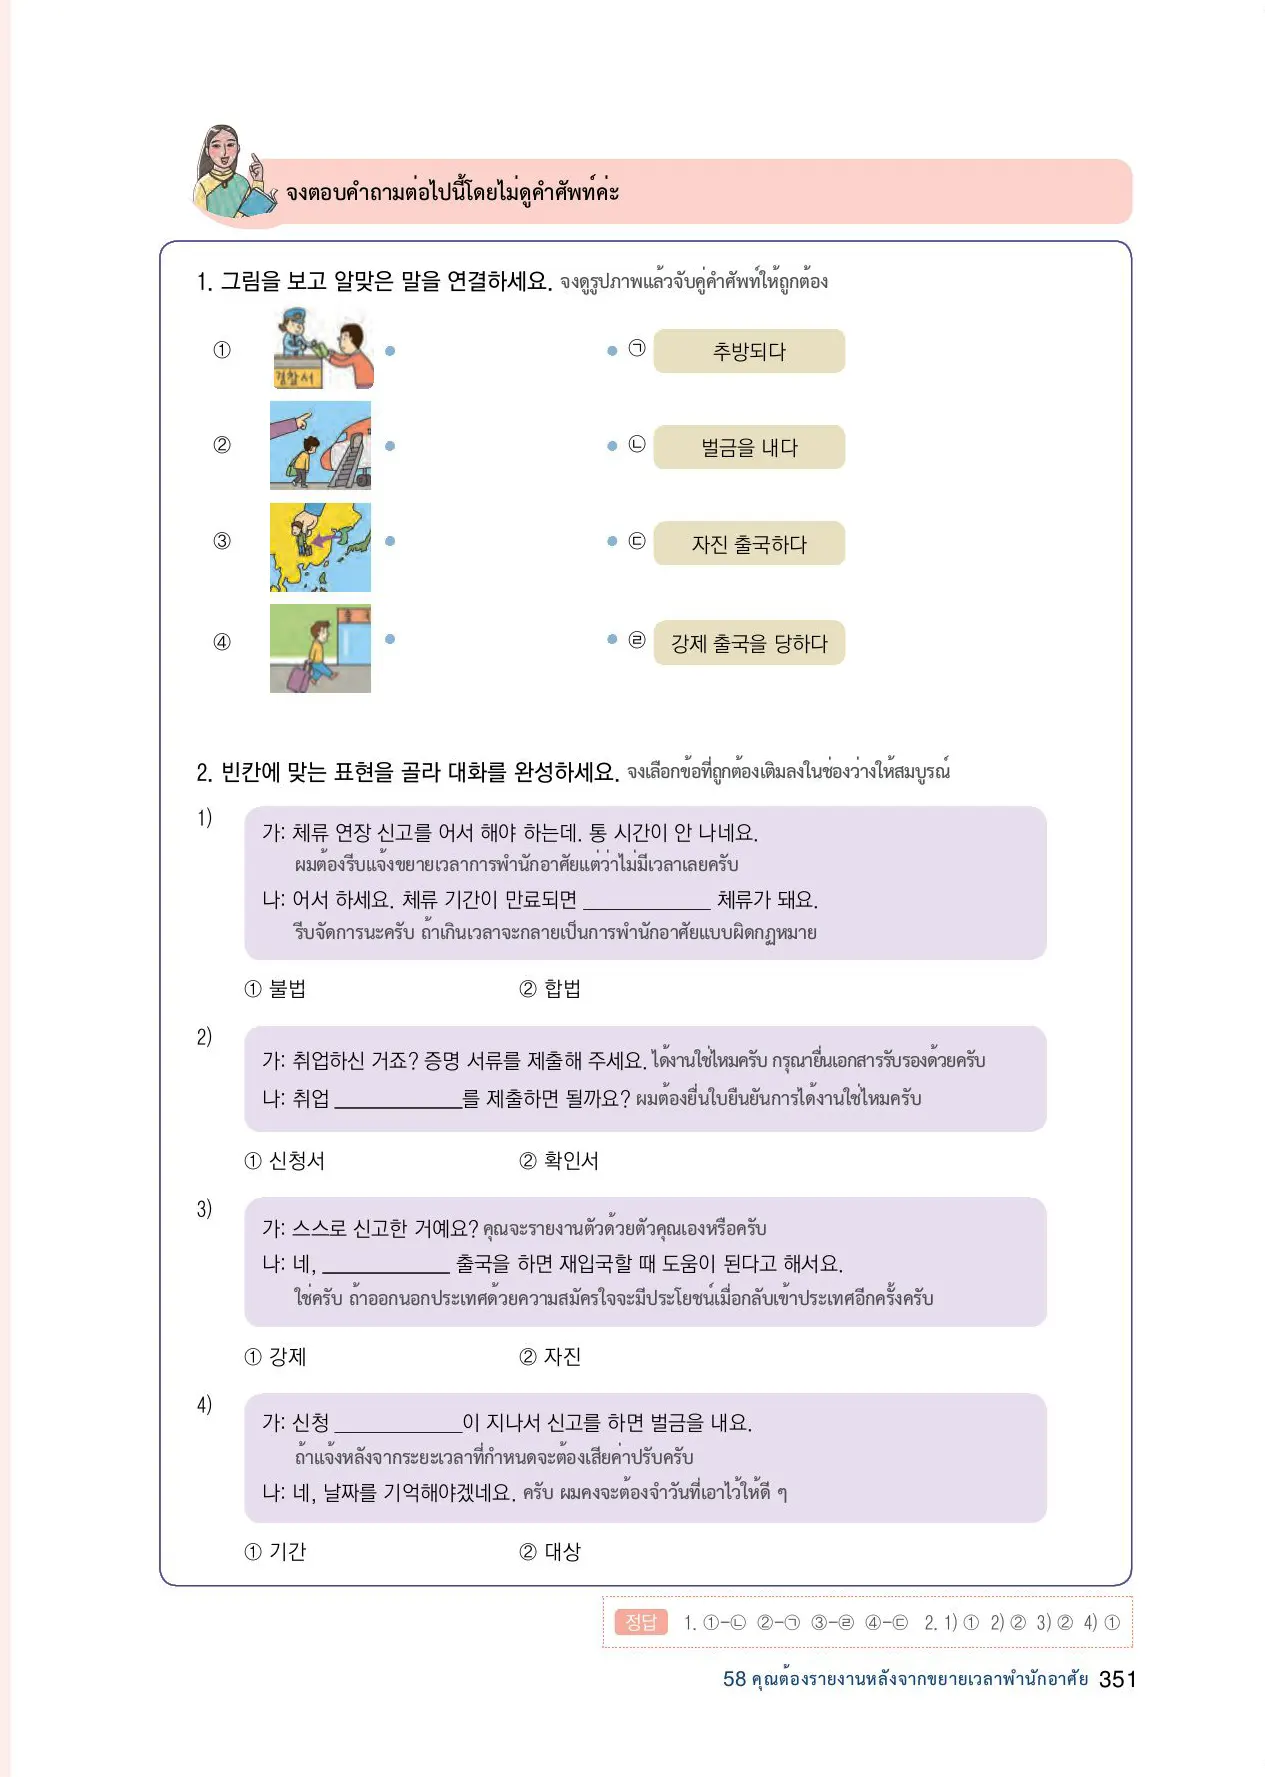 จงตอบคำถามต่อไปนี้โดยไม่ดูคำศัพท์ค่ะ
1. 그림을 보고 알맞은 말을 연결하세요. จงดูรูปภาพแล้วจับคู่คำศัพท์ให้ถูกต้อง
① 경찰서 ㉠ 추방되다
② ㉡ 벌금을 내다
③ ㉢ 자진 출국하다
④ ㉣ 강제 출국을 당하다
2. 빈칸에 맞는 표현을 골라 대화를 완성하세요. จงเลือกข้อที่ถูกต้องเติมลงในช่องว่างให้สมบูรณ์
1)
가: 체류 연장 신고를 어서 해야 하는데. 통 시간이 안 나네요.
ผมต้องรีบแจ้งขยายเวลาการพำนักอาศัยแต่ว่าไม่มีเวลาเลยครับ
나: 어서 하세요. 체류 기간이 만료되면 ____________ 체류가 돼요.
รีบจัดการนะครับ ถ้าเกินเวลาจะกลายเป็นการพำนักอาศัยแบบผิดกฎหมาย
① 불법 ② 합법
2)
가: 취업하신 거죠? 증명 서류를 제출해 주세요. ได้งานใช่ไหมครับ กรุณายื่นเอกสารรับรองด้วยครับ
나: 취업 ____________를 제출하면 될까요? ผมต้องยื่นใบยืนยันการได้งานใช่ไหมครับ
① 신청서 ② 확인서
3)
가: 스스로 신고한 거예요? คุณจะรายงานตัวด้วยตัวคุณเองหรือครับ
나: 네, ____________ 출국을 하면 재입국할 때 도움이 된다고 해서요.
ใช่ครับ ถ้าออกนอกประเทศด้วยความสมัครใจจะมีประโยชน์เมื่อกลับเข้าประเทศอีกครั้งครับ
① 강제 ② 자진
4)
가: 신청 ____________이 지나서 신고를 하면 벌금을 내요.
ถ้าแจ้งหลังจากระยะเวลาที่กำหนดจะต้องเสียค่าปรับครับ
나: 네, 날짜를 기억해야겠네요. ครับ ผมคงจะต้องจำวันที่เอาไว้ให้ดี ๆ
① 기간 ② 대상
정답 1. ①-㉡ ②-㉠ ③-㉣ ④-㉢ 2. 1) ① 2) ② 3) ② 4) ①
58 คุณต้องรายงานหลังจากขยายเวลาพำนักอาศัย 351